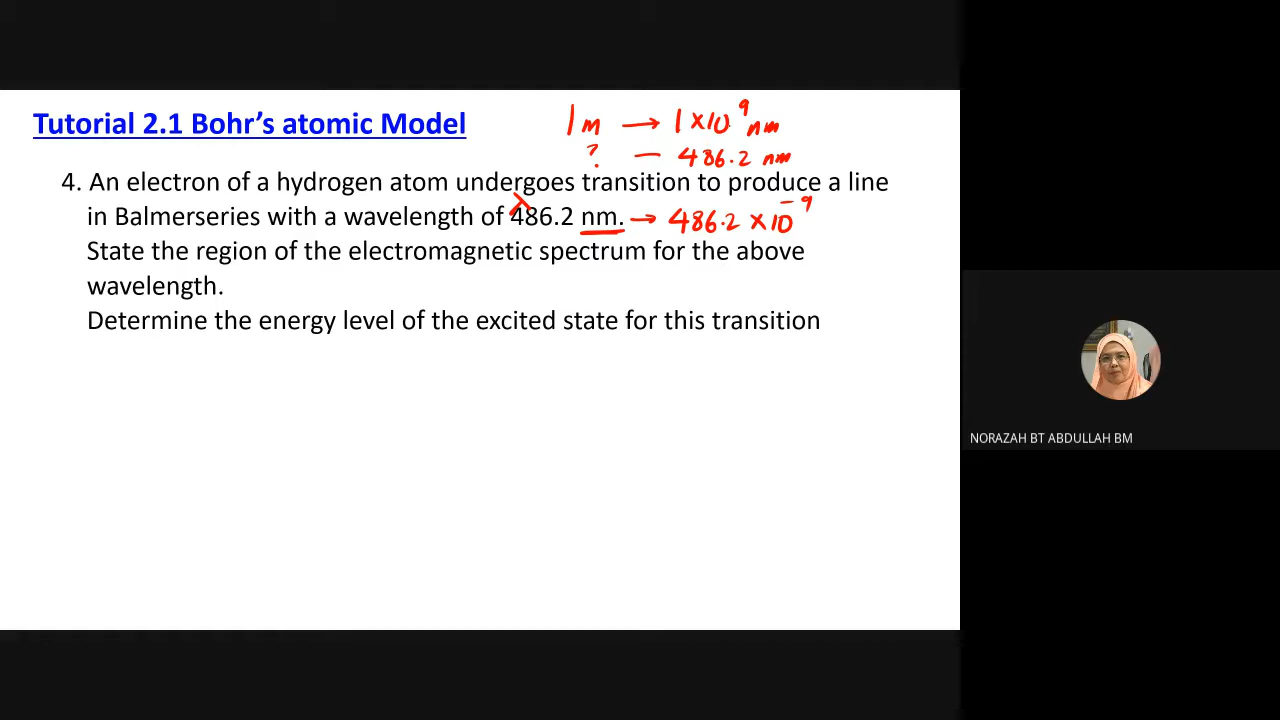 Tutorial 2.1 Bohr's atomic Model
1 m → 1 x 10⁹ nm
? — 486.2 nm
4. An electron of a hydrogen atom undergoes transition to produce a line
λ
in Balmerseries with a wavelength of 486.2 nm. → 486.2 x 10⁻⁹
State the region of the electromagnetic spectrum for the above
wavelength.
Determine the energy level of the excited state for this transition
NORAZAH BT ABDULLAH BM